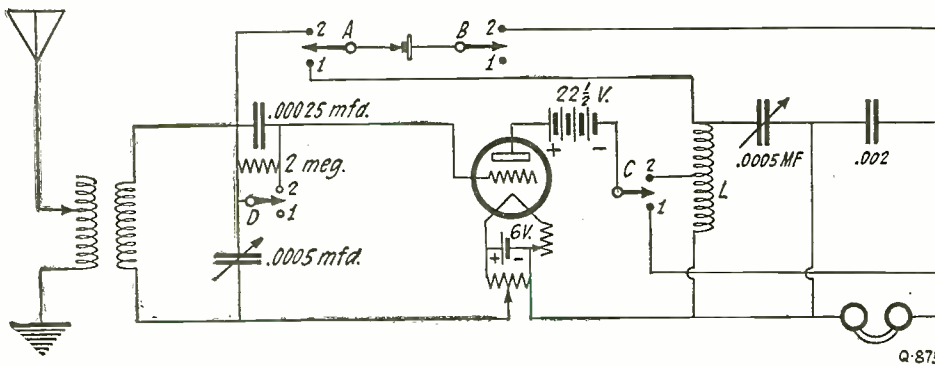 2
A
B
2
1
1
.00025 mfd.
22½ V.
+
-
.0005 MF
.002
2 meg.
2
D
1
C
2
1
L
6V.
+
-
.0005 mfd.